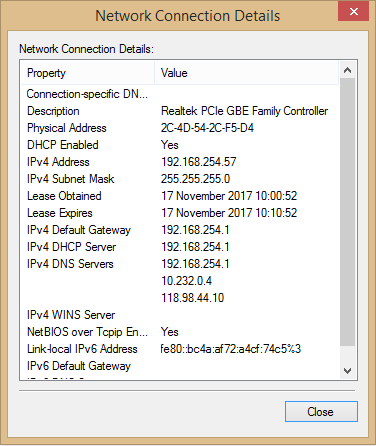 Network Connection Details
Network Connection Details:
Property Value
Connection-specific DN...
Description Realtek PCIe GBE Family Controller
Physical Address 2C-4D-54-2C-F5-D4
DHCP Enabled Yes
IPv4 Address 192.168.254.57
IPv4 Subnet Mask 255.255.255.0
Lease Obtained 17 November 2017 10:00:52
Lease Expires 17 November 2017 10:10:52
IPv4 Default Gateway 192.168.254.1
IPv4 DHCP Server 192.168.254.1
IPv4 DNS Servers 192.168.254.1
10.232.0.4
118.98.44.10
IPv4 WINS Server
NetBIOS over Tcpip En... Yes
Link-local IPv6 Address fe80::bc4a:af72:a4cf:74c5%3
IPv6 Default Gateway
Close